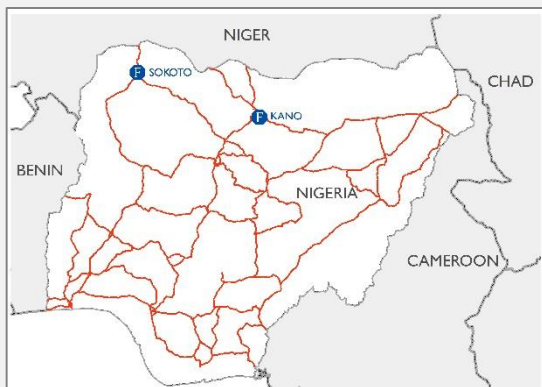 NIGER
F SOKOTO
CHAD
F KANO
BENIN
NIGERIA
CAMEROON